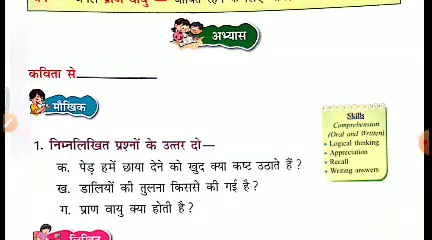 प्राण वायु —
अभ्यास
कविता से
मौखिक
Skills
Comprehension
(Oral and Written)
• Logical thinking
• Appreciation
• Recall
• Writing answers
1. निम्नलिखित प्रश्नों के उत्तर दो—
क. पेड़ हमें छाया देने को खुद क्या कष्ट उठाते हैं?
ख. डालियों की तुलना किससे की गई है?
ग. प्राण वायु क्या होती है?